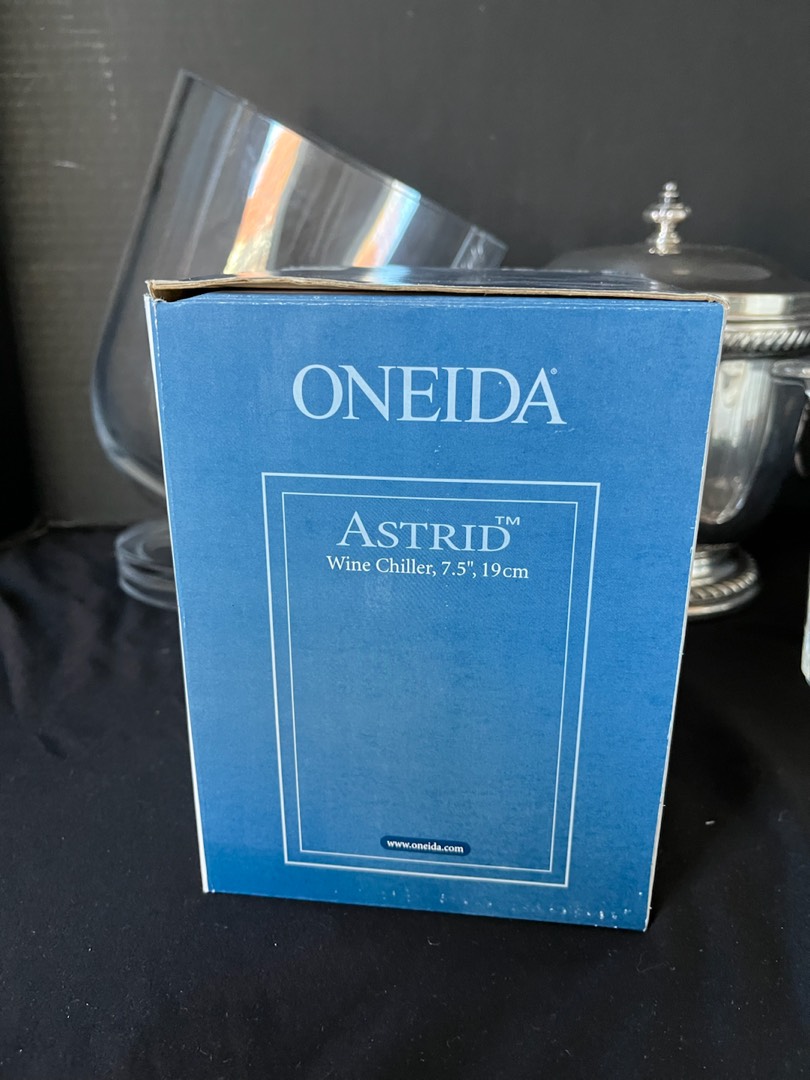 ONEIDA®
ASTRID™
Wine Chiller, 7.5", 19cm
www.oneida.com